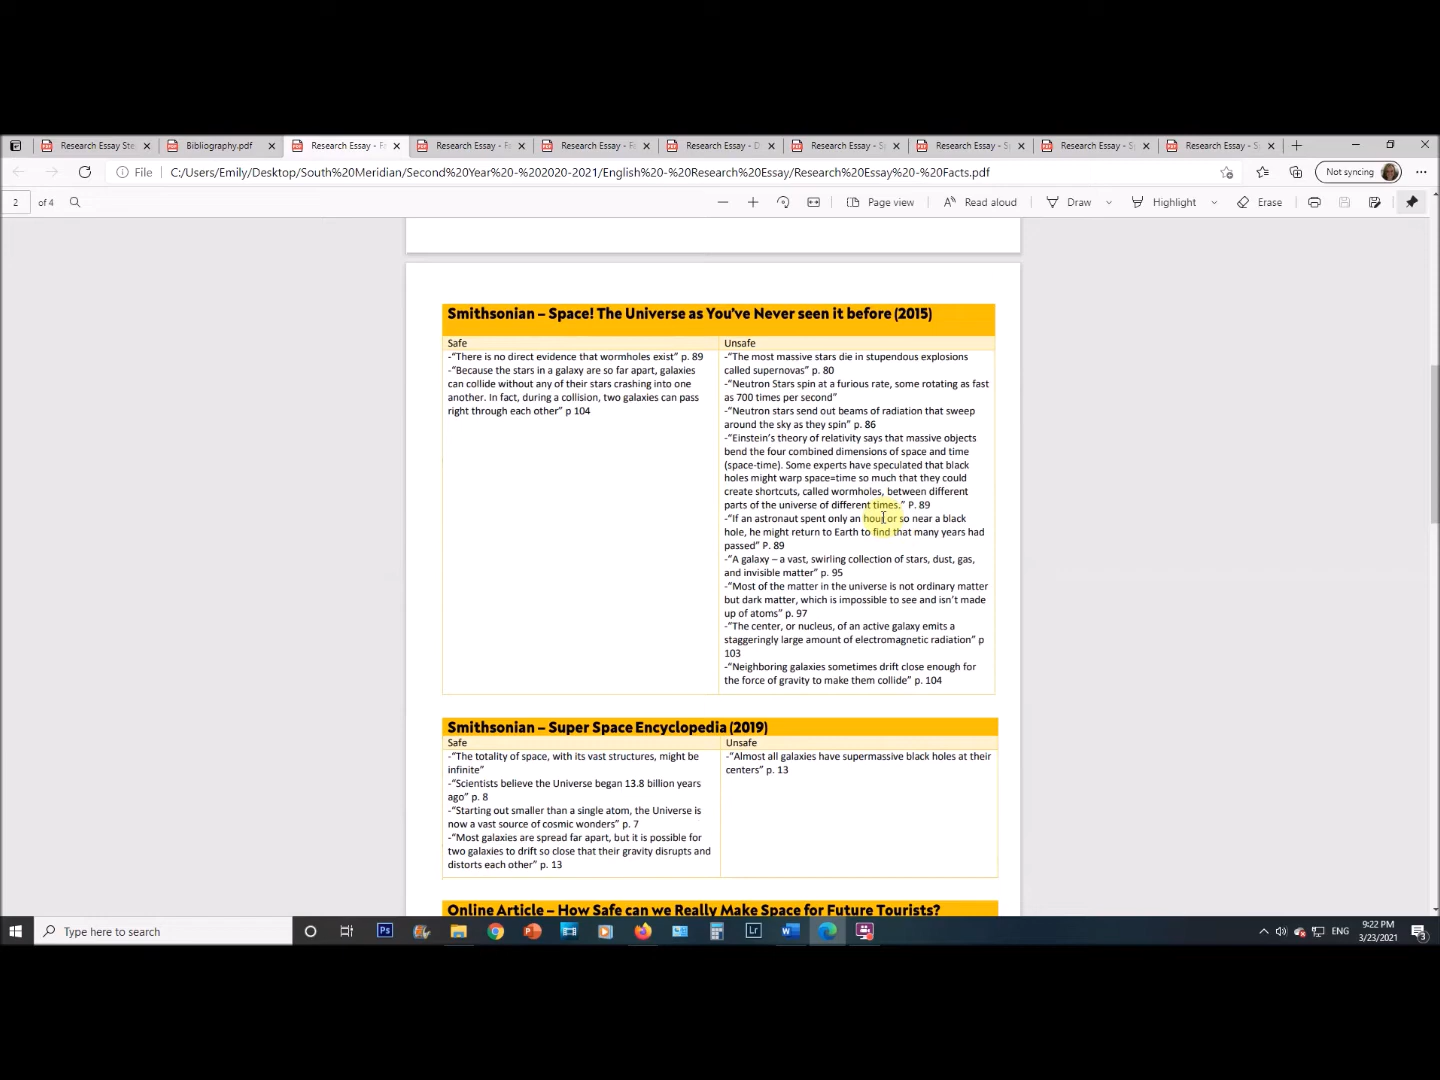 Research Essay Ste
Bibliography.pdf
Research Essay - F
Research Essay - F
Research Essay - F
Research Essay - D
Research Essay - S
Research Essay - S
Research Essay - S
Research Essay - S
File
C:/Users/Emily/Desktop/South%20Meridian/Second%20Year%20-%202020-2021/English%20-%20Research%20Essay/Research%20Essay%20-%20Facts.pdf
Not syncing
2 of 4
Page view
Read aloud
Draw
Highlight
Erase
Smithsonian – Space! The Universe as You've Never seen it before (2015)
Safe
-“There is no direct evidence that wormholes exist” p. 89
-“Because the stars in a galaxy are so far apart, galaxies
can collide without any of their stars crashing into one
another. In fact, during a collision, two galaxies can pass
right through each other” p 104
Unsafe
-“The most massive stars die in stupendous explosions
called supernovas” p. 80
-“Neutron Stars spin at a furious rate, some rotating as fast
as 700 times per second”
-“Neutron stars send out beams of radiation that sweep
around the sky as they spin” p. 86
-“Einstein’s theory of relativity says that massive objects
bend the four combined dimensions of space and time
(space-time). Some experts have speculated that black
holes might warp space=time so much that they could
create shortcuts, called wormholes, between different
parts of the universe of different times.” P. 89
-“If an astronaut spent only an hour or so near a black
hole, he might return to Earth to find that many years had
passed” P. 89
-“A galaxy – a vast, swirling collection of stars, dust, gas,
and invisible matter” p. 95
-“Most of the matter in the universe is not ordinary matter
but dark matter, which is impossible to see and isn’t made
up of atoms” p. 97
-“The center, or nucleus, of an active galaxy emits a
staggeringly large amount of electromagnetic radiation” p
103
-“Neighboring galaxies sometimes drift close enough for
the force of gravity to make them collide” p. 104
Smithsonian – Super Space Encyclopedia (2019)
Safe
-“The totality of space, with its vast structures, might be
infinite”
-“Scientists believe the Universe began 13.8 billion years
ago” p. 8
-“Starting out smaller than a single atom, the Universe is
now a vast source of cosmic wonders” p. 7
-“Most galaxies are spread far apart, but it is possible for
two galaxies to drift so close that their gravity disrupts and
distorts each other” p. 13
Unsafe
-“Almost all galaxies have supermassive black holes at their
centers” p. 13
Online Article – How Safe can we Really Make Space for Future Tourists?
Type here to search
Ps
Lr
ENG
9:22 PM
3/23/2021
3